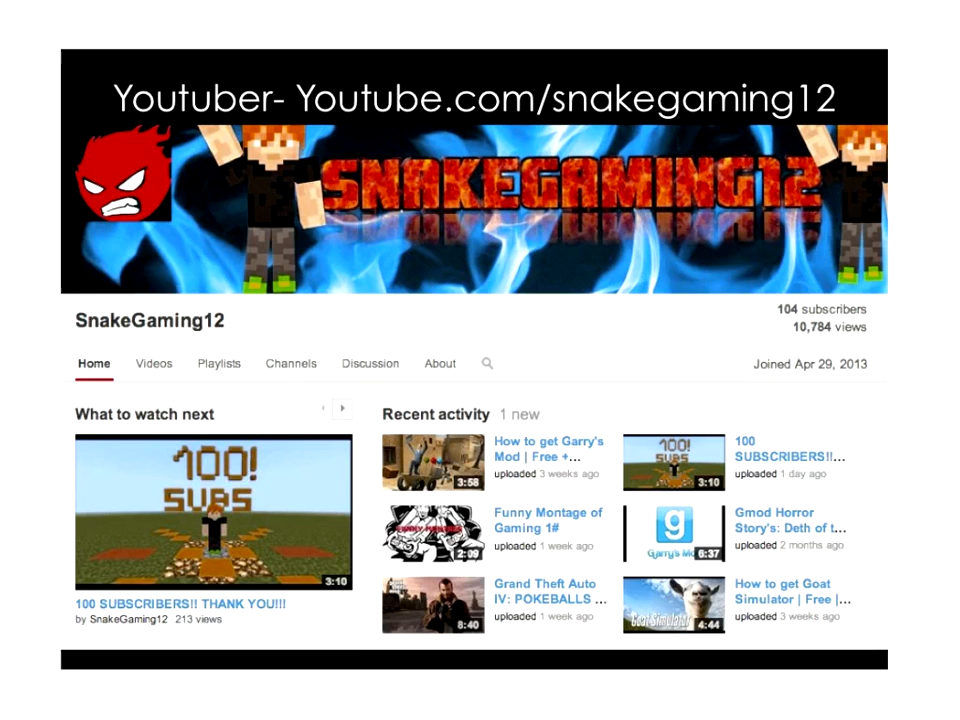 Youtuber- Youtube.com/snakegaming12
SNAKEGAMING12
SnakeGaming12
104 subscribers
10,784 views
Home Videos Playlists Channels Discussion About
Joined Apr 29, 2013
What to watch next
100!
SUBS
3:10
100 SUBSCRIBERS!! THANK YOU!!!
by SnakeGaming12 213 views
Recent activity 1 new
3:58
How to get Garry's
Mod | Free +...
uploaded 3 weeks ago
100!
SUBS
3:10
100
SUBSCRIBERS!!...
uploaded 1 day ago
FUNNY MONTAGE
2:09
Funny Montage of
Gaming 1#
uploaded 1 week ago
g
Garry's Mo
6:37
Gmod Horror
Story's: Deth of t...
uploaded 2 months ago
8:40
Grand Theft Auto
IV: POKEBALLS ...
uploaded 1 week ago
Goat Simulator
4:44
How to get Goat
Simulator | Free |...
uploaded 3 weeks ago